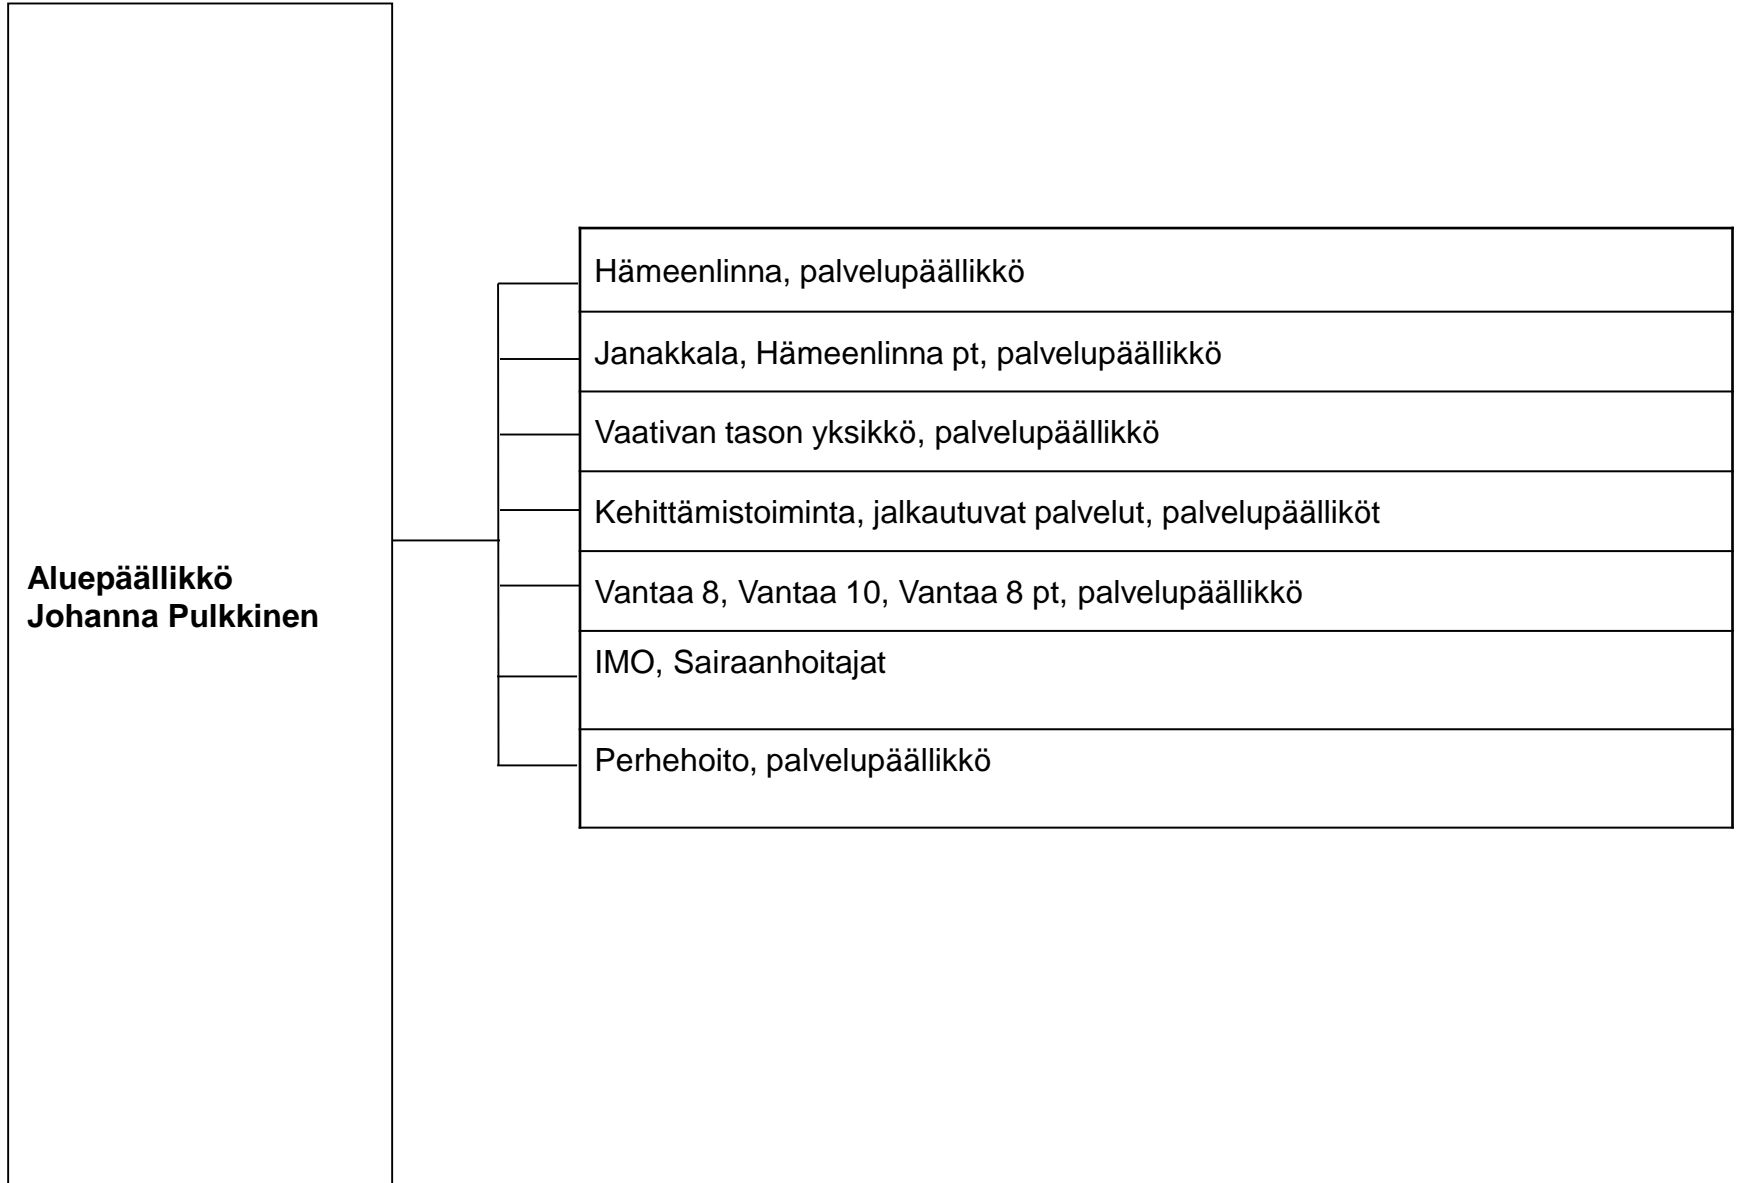 Aluepäällikkö
Johanna Pulkkinen
Hämeenlinna, palvelupäällikkö
Janakkala, Hämeenlinna pt, palvelupäällikkö
Vaativan tason yksikkö, palvelupäällikkö
Kehittämistoiminta, jalkautuvat palvelut, palvelupäälliköt
Vantaa 8, Vantaa 10, Vantaa 8 pt, palvelupäällikkö
IMO, Sairaanhoitajat
Perhehoito, palvelupäällikkö